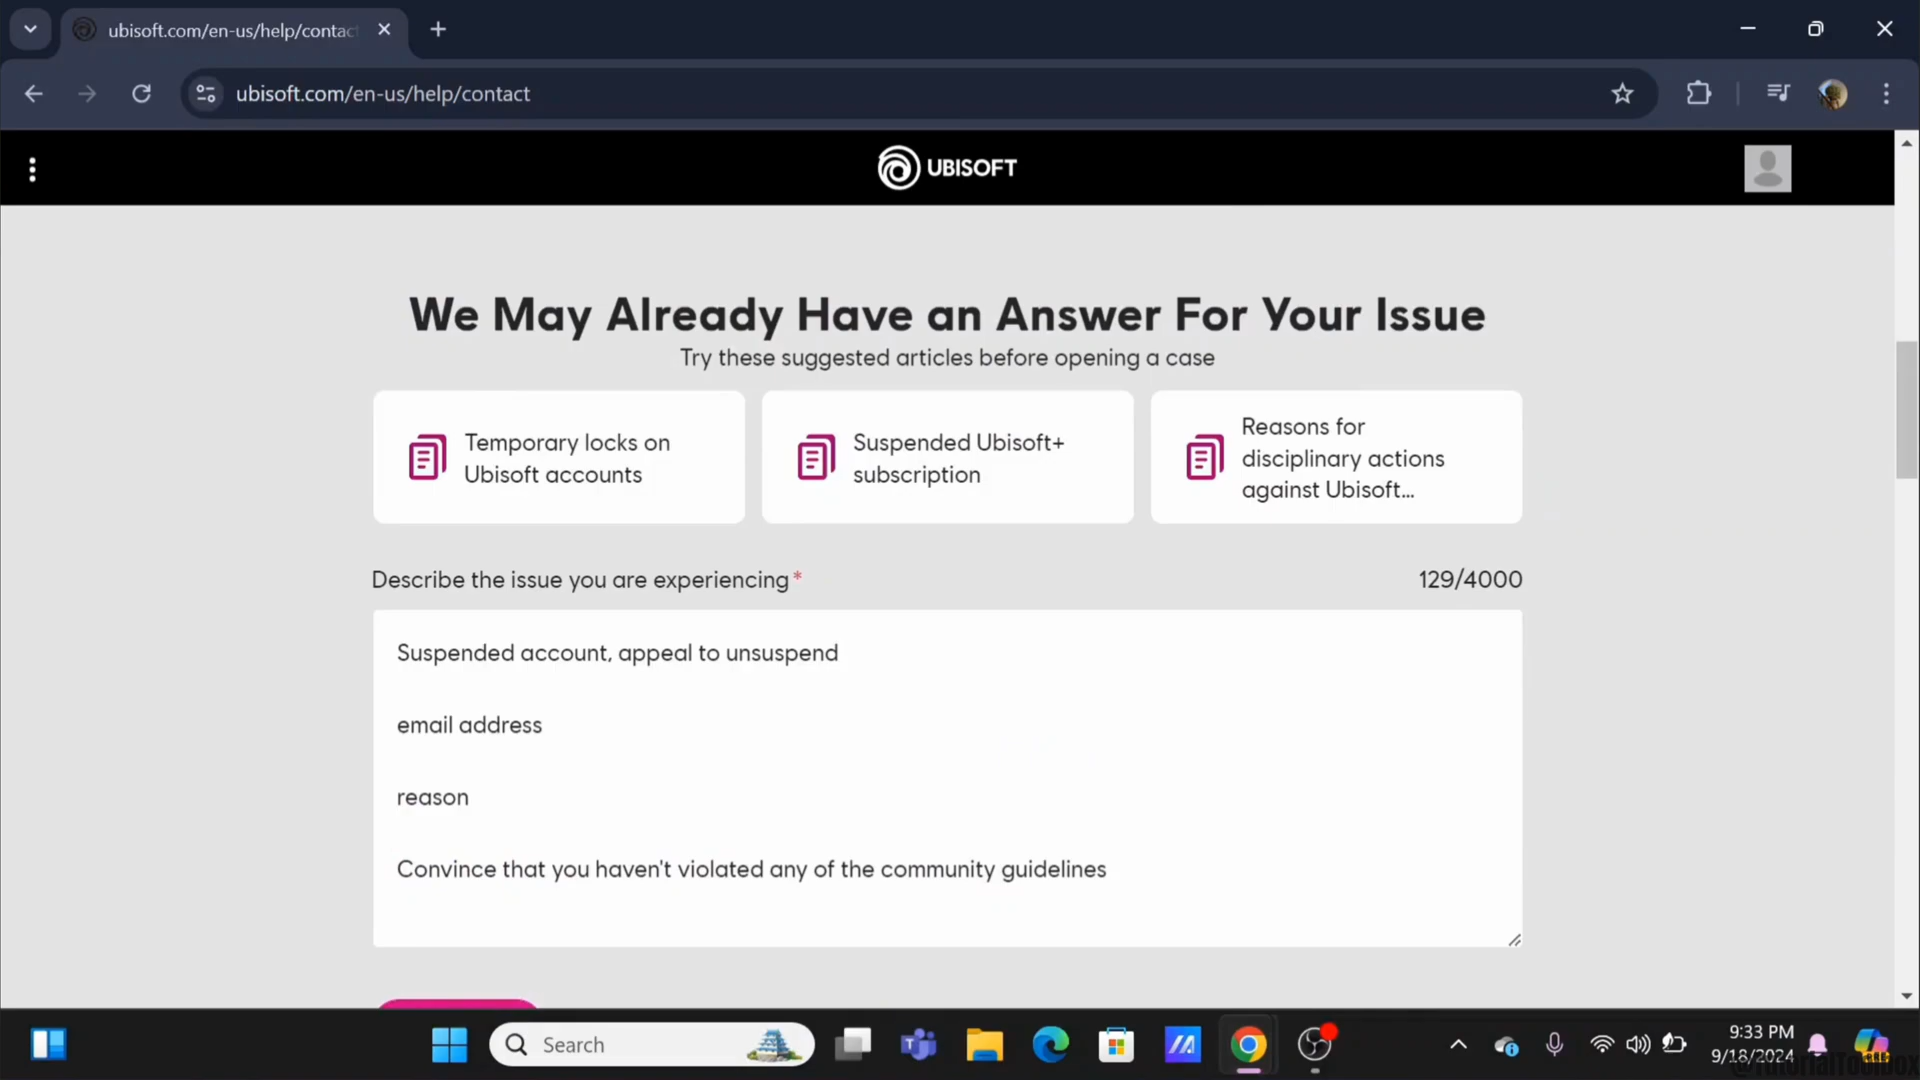 ubisoft.com/en-us/help/contact
ubisoft.com/en-us/help/contact
UBISOFT
We May Already Have an Answer For Your Issue
Try these suggested articles before opening a case
Temporary locks on
Ubisoft accounts
Suspended Ubisoft+
subscription
Reasons for
disciplinary actions
against Ubisoft...
Describe the issue you are experiencing*
129/4000
Suspended account, appeal to unsuspend
email address
reason
Convince that you haven't violated any of the community guidelines
Search
9:33 PM
9/18/2024
@TutorialToolbox